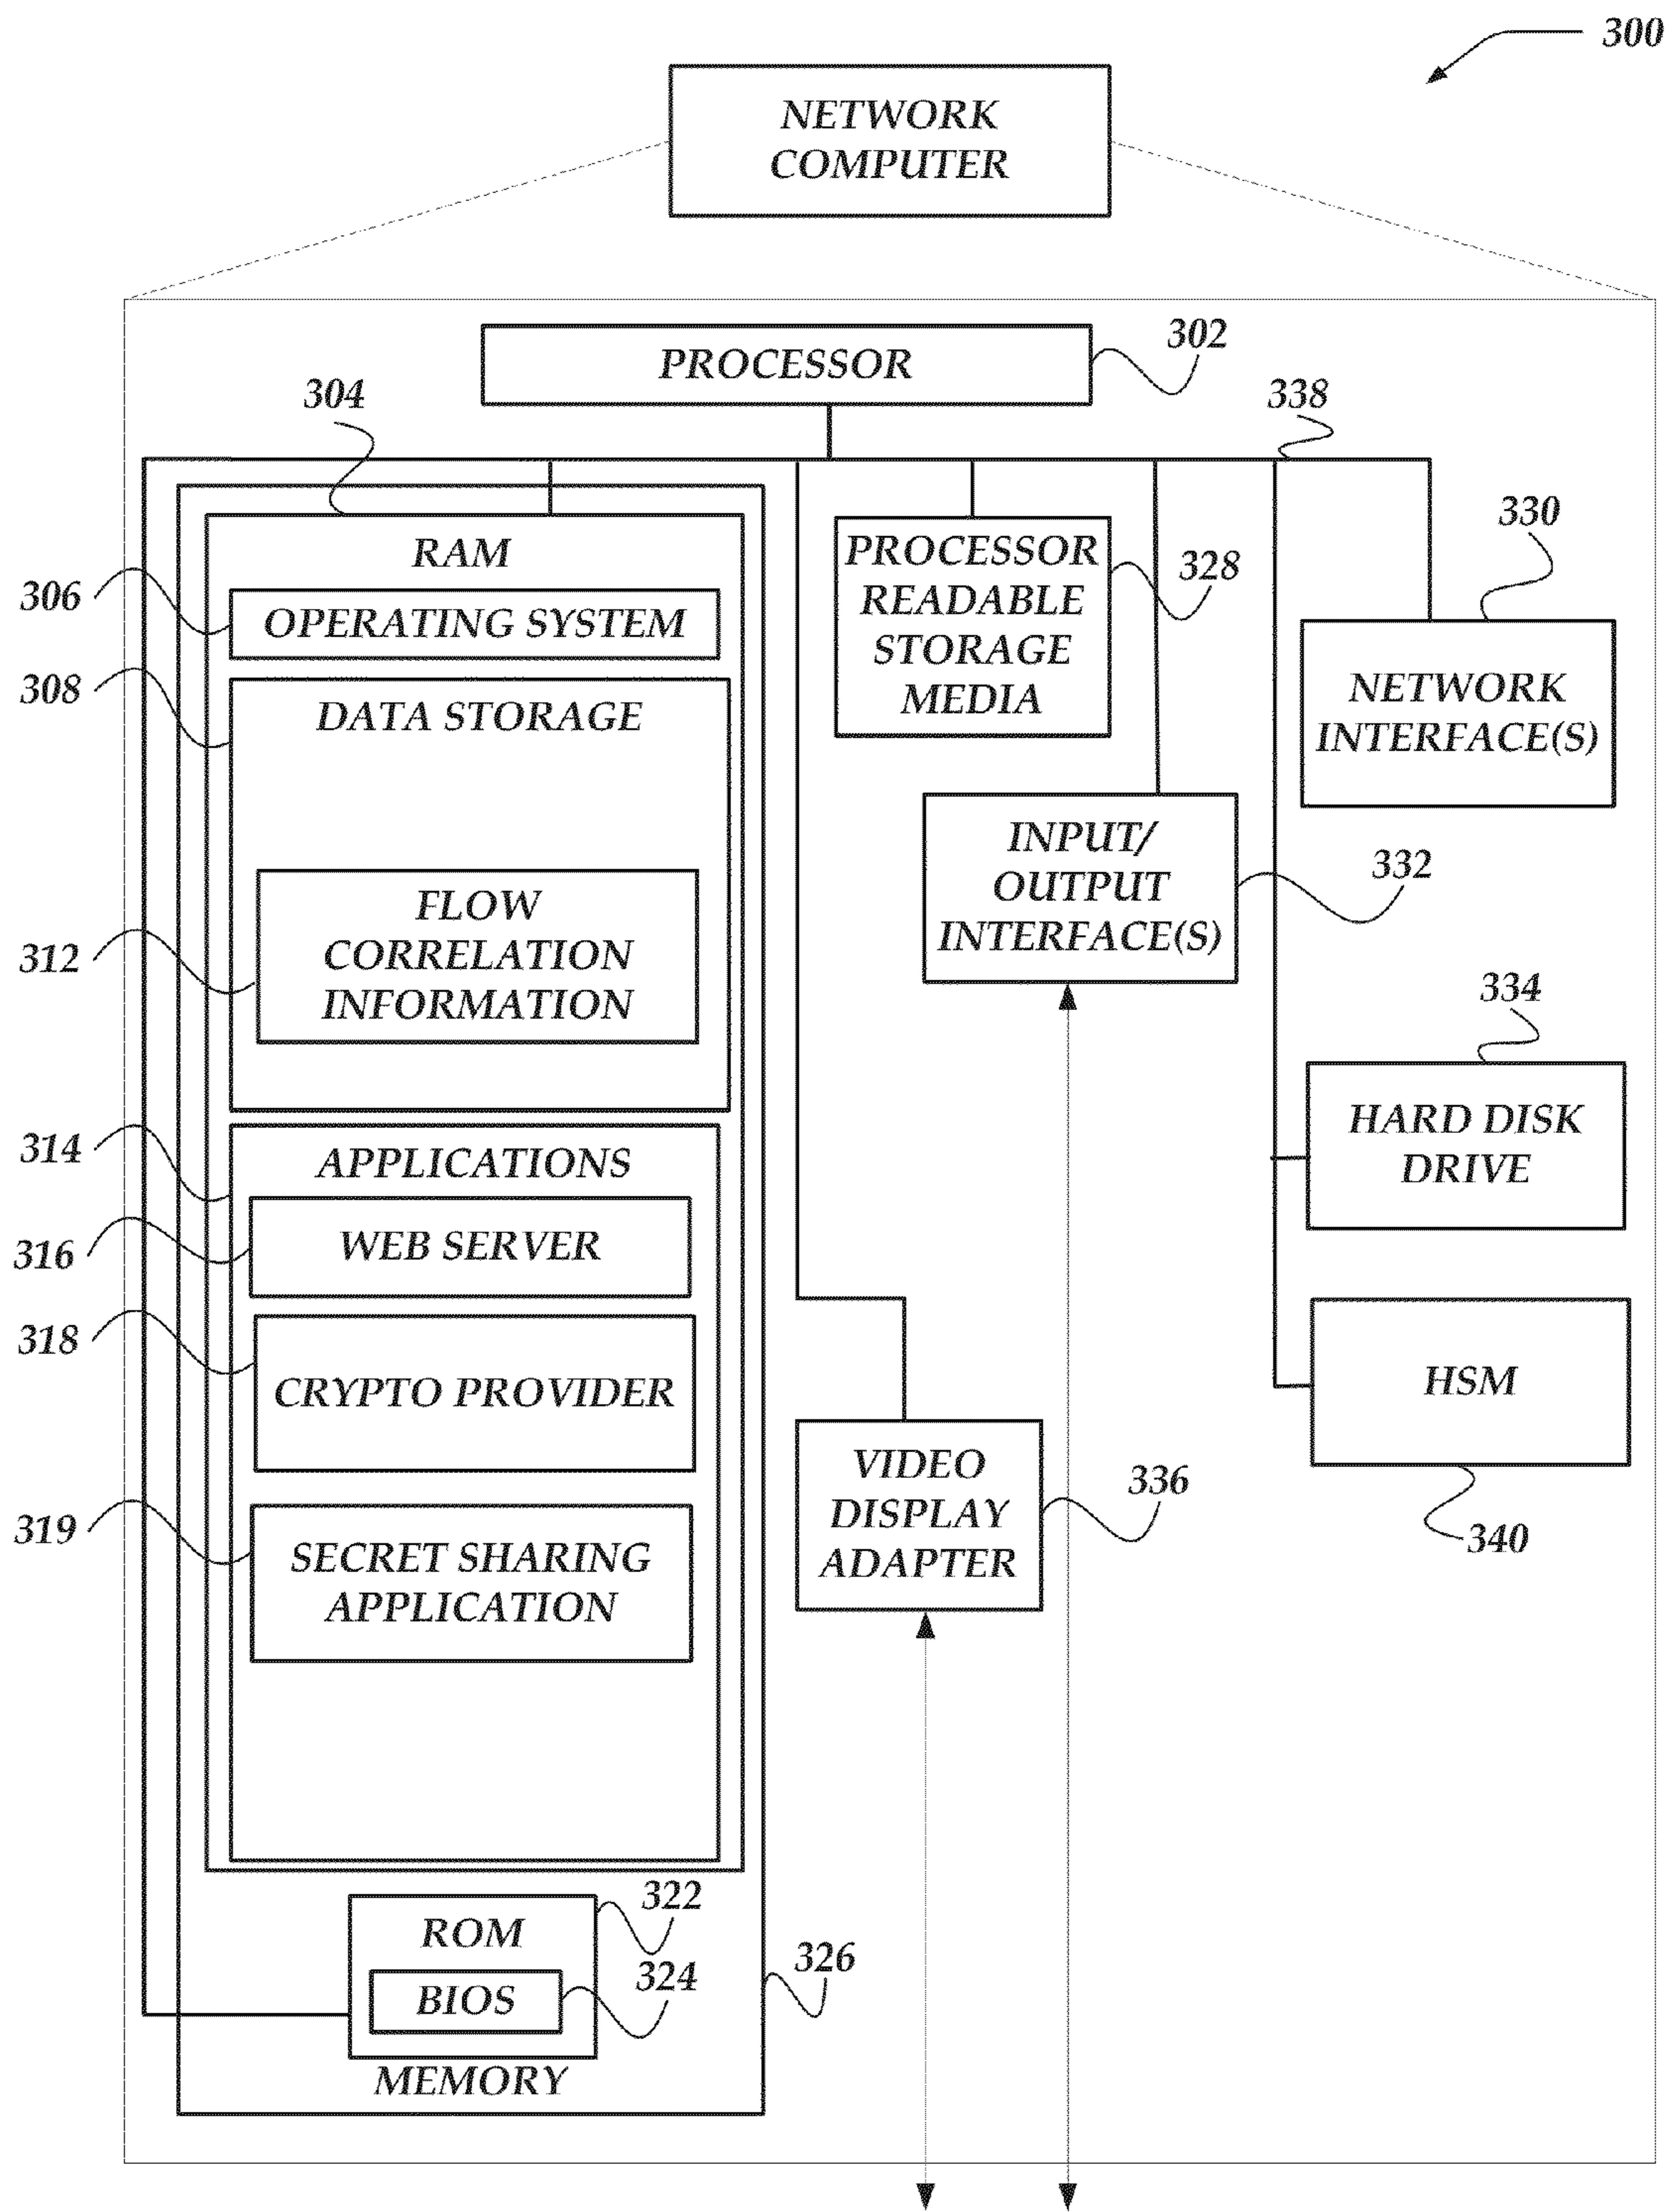 300
NETWORK
COMPUTER
PROCESSOR
302
304
338
RAM
306
OPERATING SYSTEM
308
DATA STORAGE
312
FLOW
CORRELATION
INFORMATION
314
APPLICATIONS
316
WEB SERVER
318
CRYPTO PROVIDER
319
SECRET SHARING
APPLICATION
322
ROM
324
BIOS
326
MEMORY
PROCESSOR
READABLE
STORAGE
MEDIA
328
330
NETWORK
INTERFACE(S)
INPUT/
OUTPUT
INTERFACE(S)
332
334
HARD DISK
DRIVE
HSM
340
VIDEO
DISPLAY
ADAPTER
336